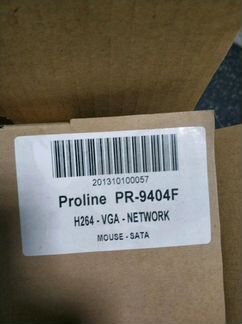 201310100057
Proline PR-9404F
H264 - VGA - NETWORK
MOUSE - SATA